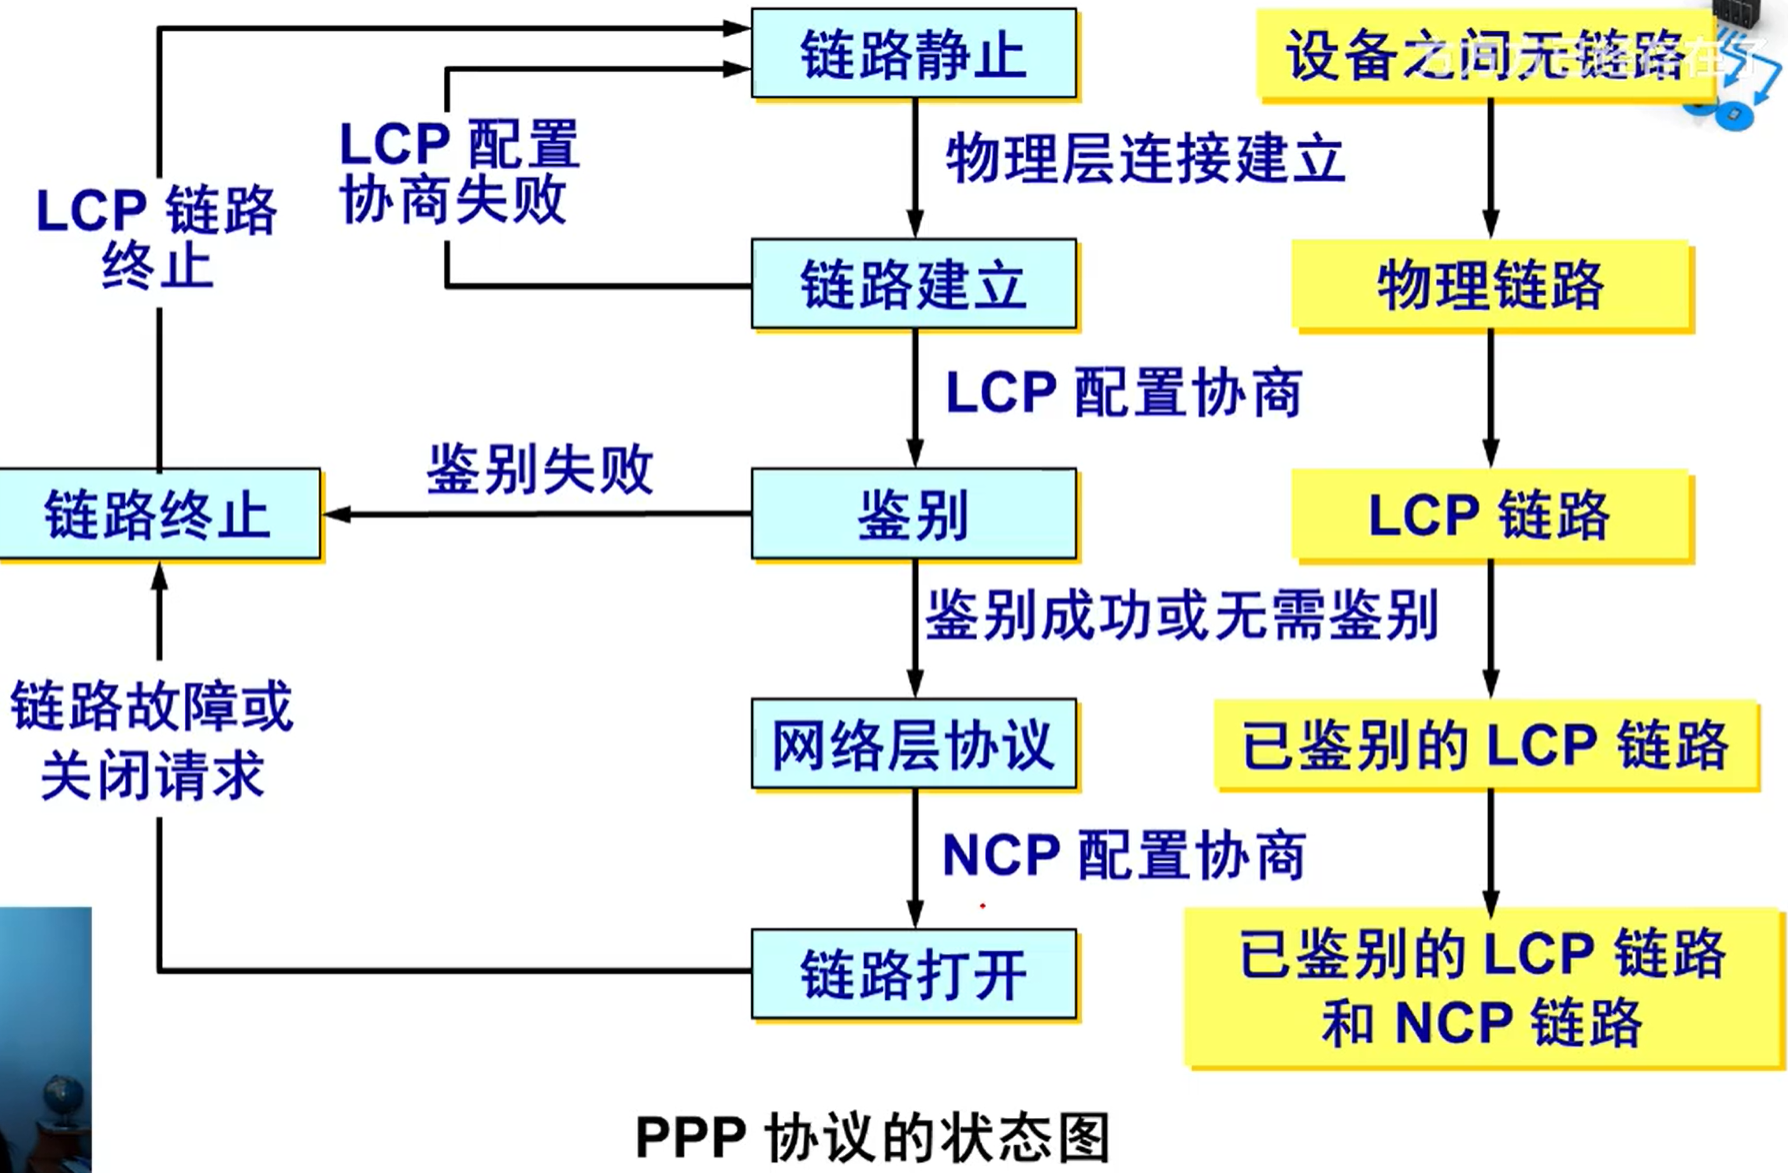 链路静止
设备之间无链路
LCP 配置
协商失败
物理层连接建立
LCP 链路
终止
链路建立
物理链路
LCP 配置协商
鉴别失败
链路终止
鉴别
LCP 链路
鉴别成功或无需鉴别
链路故障或
关闭请求
网络层协议
已鉴别的 LCP 链路
NCP 配置协商
链路打开
已鉴别的 LCP 链路
和 NCP 链路
PPP 协议的状态图